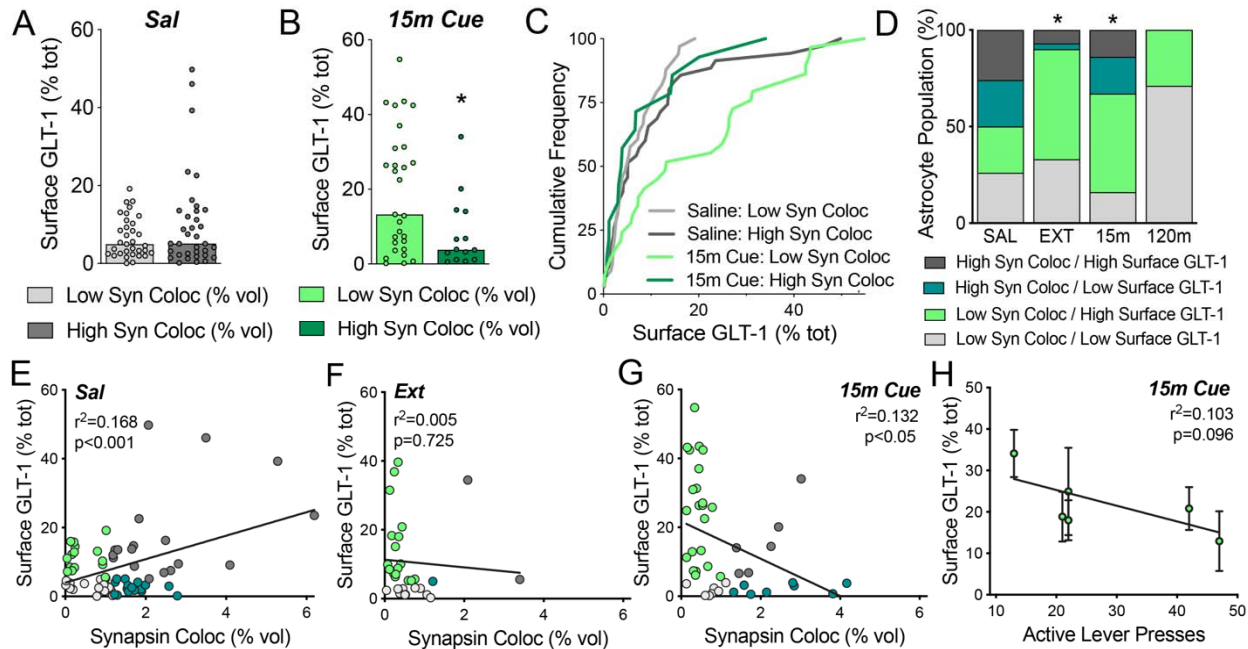 A
Sal
Surface GLT-1 (% tot)
60
40
20
0
Low Syn Coloc (% vol)
High Syn Coloc (% vol)
B
15m Cue
Surface GLT-1 (% tot)
60
40
20
0
*
Low Syn Coloc (% vol)
High Syn Coloc (% vol)
C
Cumulative Frequency
100
75
50
25
0
0
20
40
Surface GLT-1 (% tot)
Saline: Low Syn Coloc
Saline: High Syn Coloc
15m Cue: Low Syn Coloc
15m Cue: High Syn Coloc
D
Astrocyte Population (%)
100
50
0
*
*
SAL
EXT
15m
120m
High Syn Coloc / High Surface GLT-1
High Syn Coloc / Low Surface GLT-1
Low Syn Coloc / High Surface GLT-1
Low Syn Coloc / Low Surface GLT-1
E
Sal
r²=0.168
p<0.001
Surface GLT-1 (% tot)
60
40
20
0
0
2
4
6
Synapsin Coloc (% vol)
F
Ext
r²=0.005
p=0.725
Surface GLT-1 (% tot)
60
40
20
0
0
2
4
6
Synapsin Coloc (% vol)
G
15m Cue
r²=0.132
p<0.05
Surface GLT-1 (% tot)
60
40
20
0
0
2
4
6
Synapsin Coloc (% vol)
H
15m Cue
r²=0.103
p=0.096
Surface GLT-1 (% tot)
50
40
30
20
10
0
10
20
30
40
50
Active Lever Presses